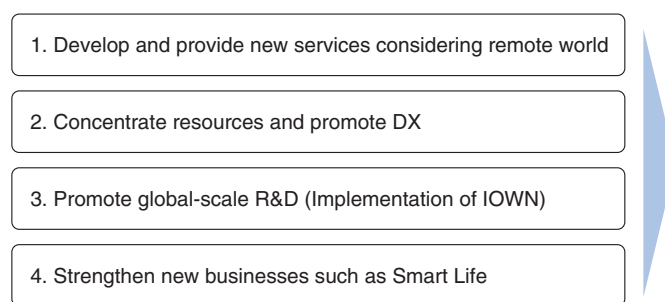 1. Develop and provide new services considering remote world
2. Concentrate resources and promote DX
3. Promote global-scale R&D (Implementation of IOWN)
4. Strengthen new businesses such as Smart Life